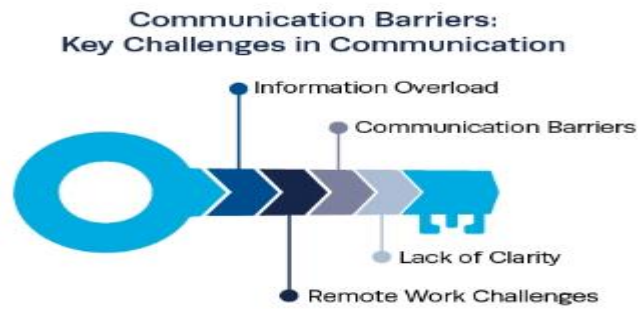 Communication Barriers:
Key Challenges in Communication
Information Overload
Communication Barriers
Lack of Clarity
Remote Work Challenges